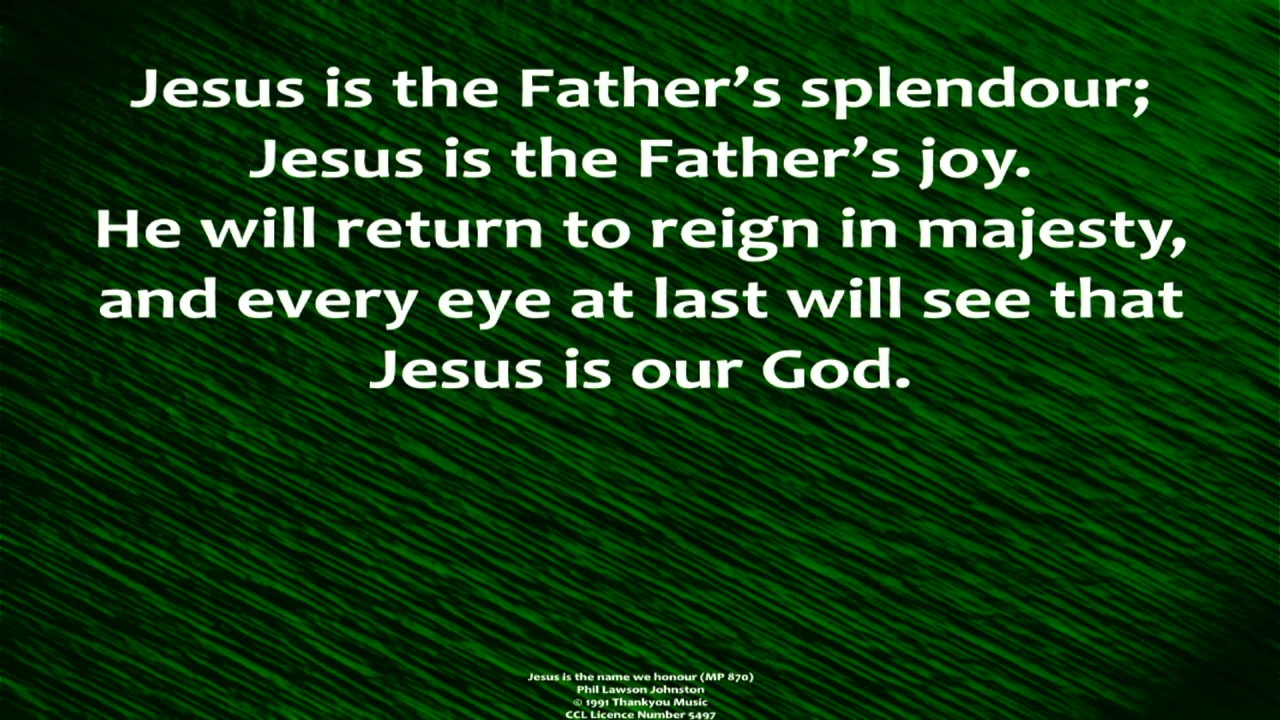 Jesus is the Father’s splendour;
Jesus is the Father’s joy.
He will return to reign in majesty,
and every eye at last will see that
Jesus is our God.
Jesus is the name we honour (MP 870)
Phil Lawson Johnston
© 1991 Thankyou Music
CCL Licence Number 5497